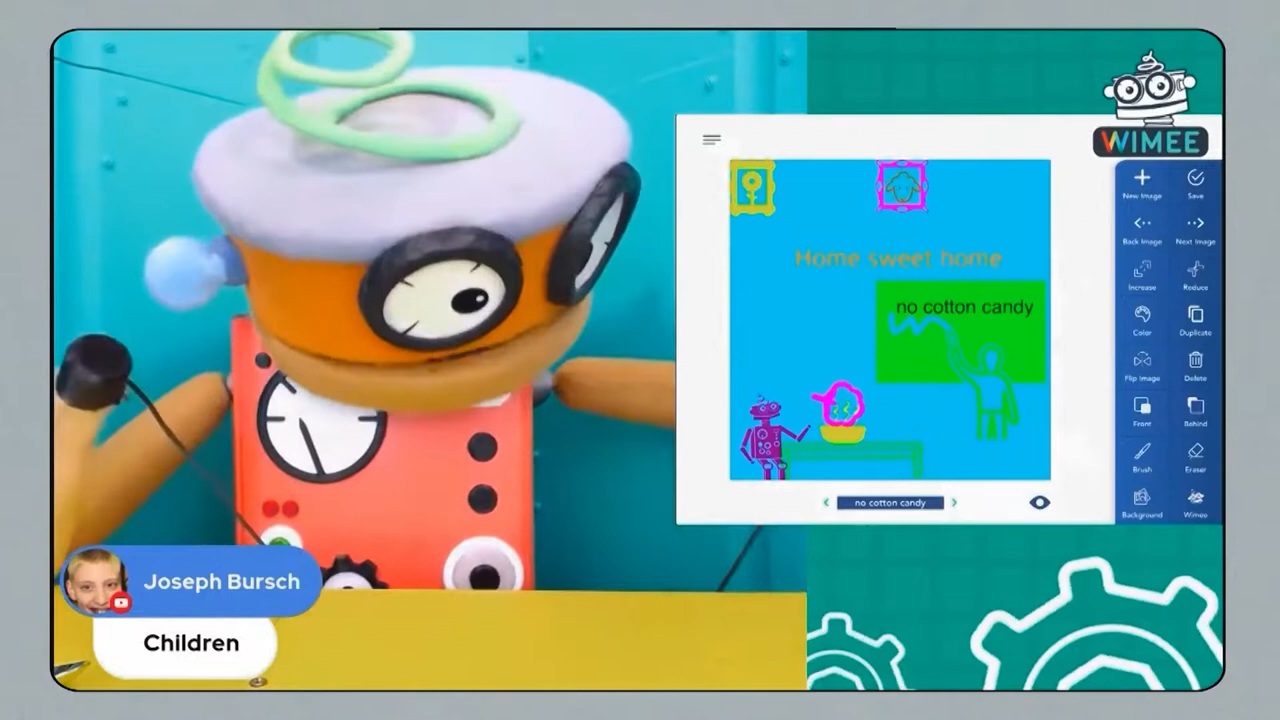 WIMEE
New Image
Save
Back Image
Next Image
Home sweet home
Increase
Reduce
no cotton candy
Color
Duplicate
Flip Image
Delete
Front
Behind
Brush
Eraser
no cotton candy
Background
Wimee
Joseph Bursch
Children